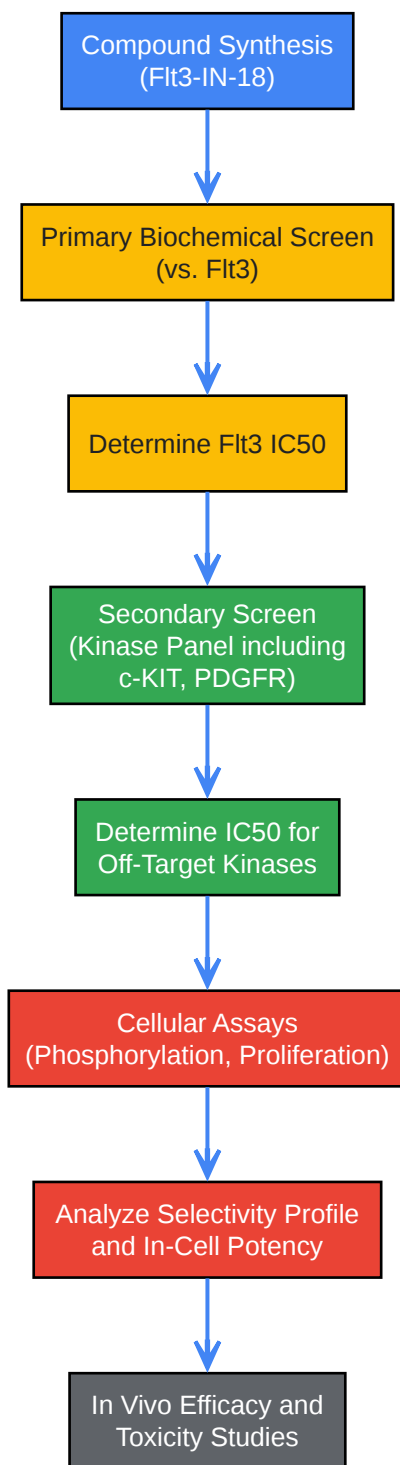 Compound Synthesis
(Flt3-IN-18)
Primary Biochemical Screen
(vs. Flt3)
Determine Flt3 IC50
Secondary Screen
(Kinase Panel including
c-KIT, PDGFR)
Determine IC50 for
Off-Target Kinases
Cellular Assays
(Phosphorylation, Proliferation)
Analyze Selectivity Profile
and In-Cell Potency
In Vivo Efficacy and
Toxicity Studies